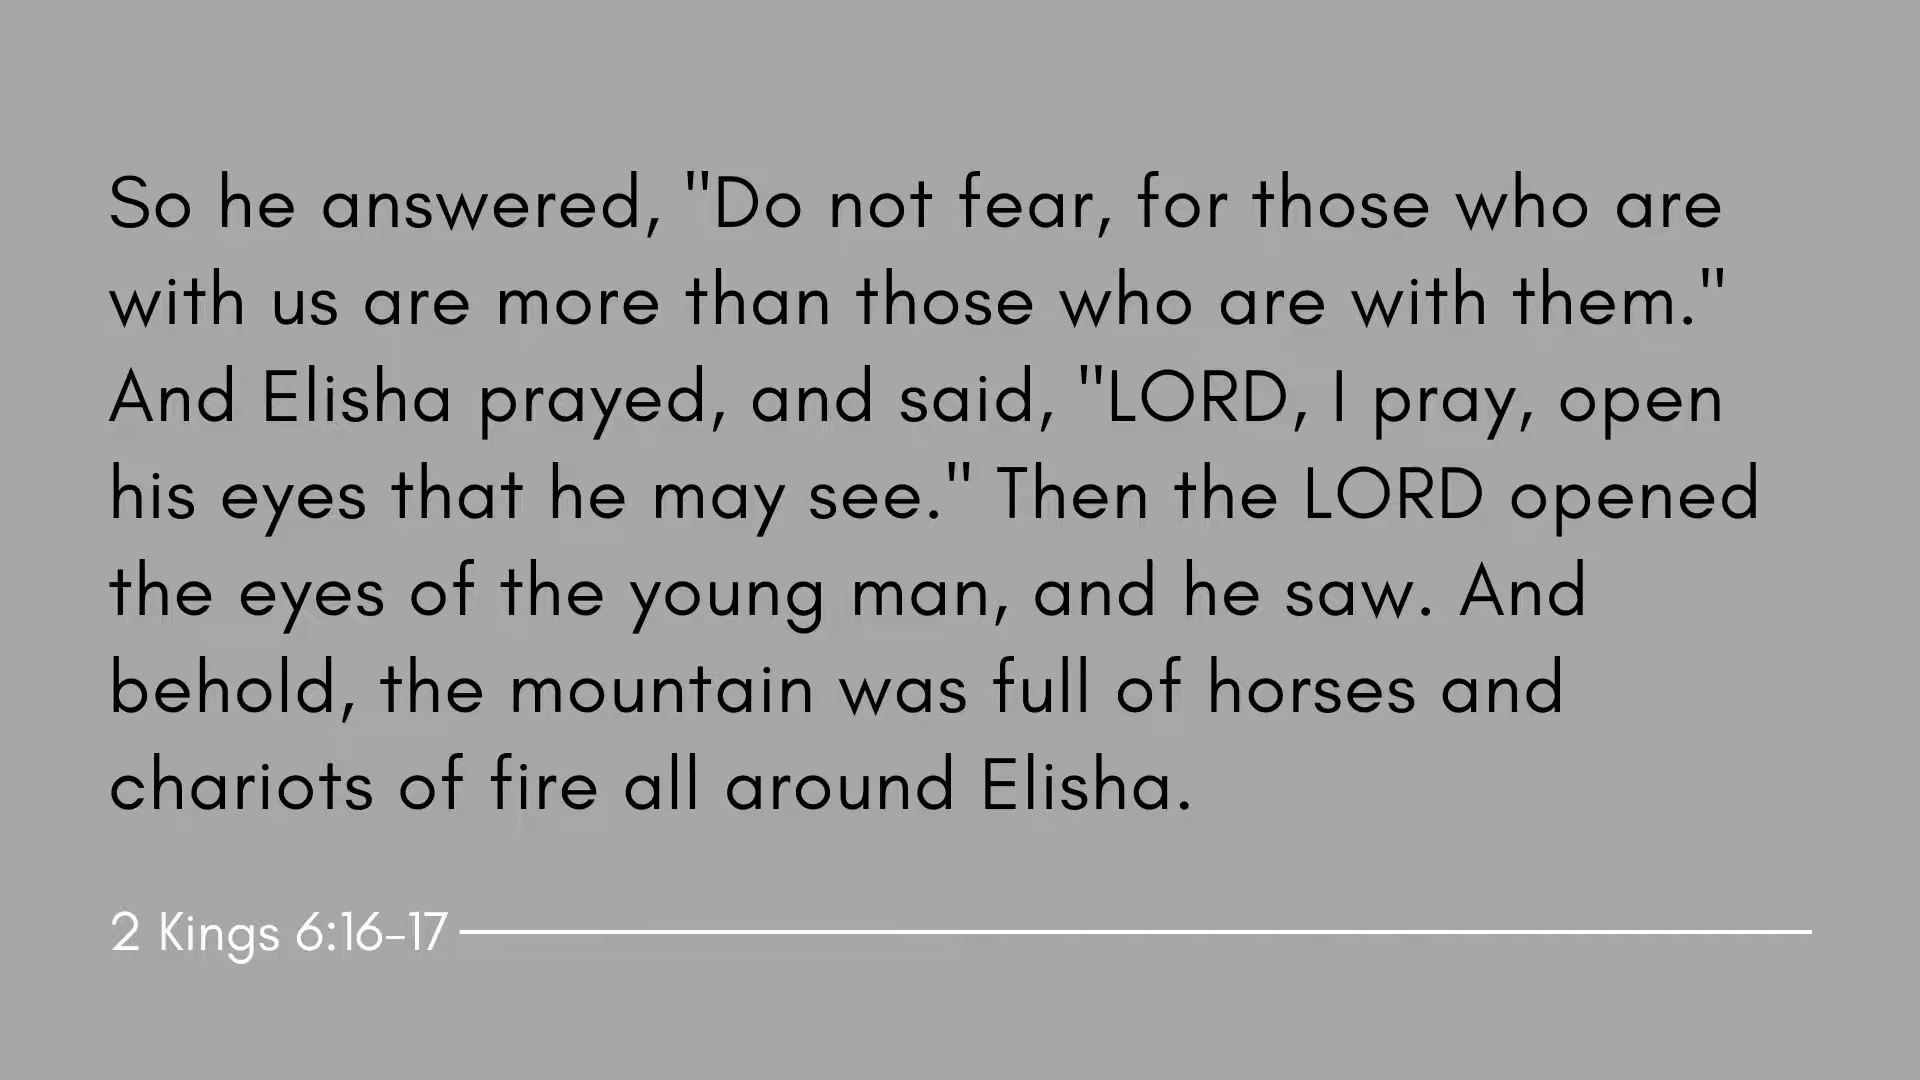 So he answered, "Do not fear, for those who are
with us are more than those who are with them."
And Elisha prayed, and said, "LORD, I pray, open
his eyes that he may see." Then the LORD opened
the eyes of the young man, and he saw. And
behold, the mountain was full of horses and
chariots of fire all around Elisha.
2 Kings 6:16-17